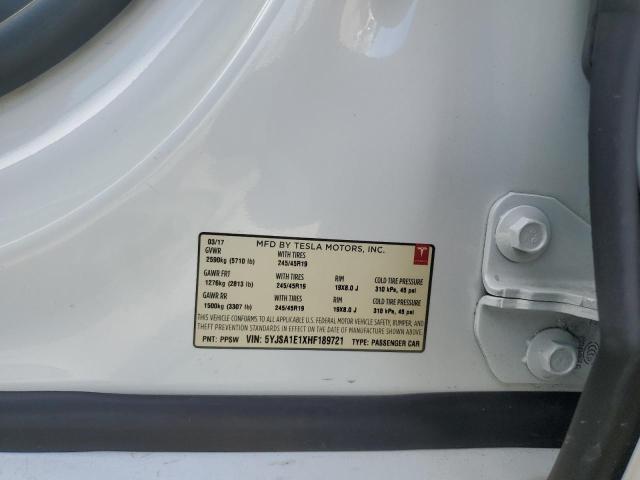 03/17 MFD BY TESLA MOTORS, INC.
GVWR WITH TIRES
2590kg (5710 lb) 245/45R19
GAWR FRT WITH TIRES RIM COLD TIRE PRESSURE
1276kg (2813 lb) 245/45R19 19X8.0 J 310 kPa, 45 psi
GAWR RR WITH TIRES RIM COLD TIRE PRESSURE
1500kg (3307 lb) 245/45R19 19X8.0 J 310 kPa, 45 psi
THIS VEHICLE CONFORMS TO ALL APPLICABLE U.S. FEDERAL MOTOR VEHICLE SAFETY, BUMPER, AND
THEFT PREVENTION STANDARDS IN EFFECT ON THE DATE OF MANUFACTURE SHOWN ABOVE.
PNT: PPSW VIN: 5YJSA1E1XHF189721 TYPE: PASSENGER CAR